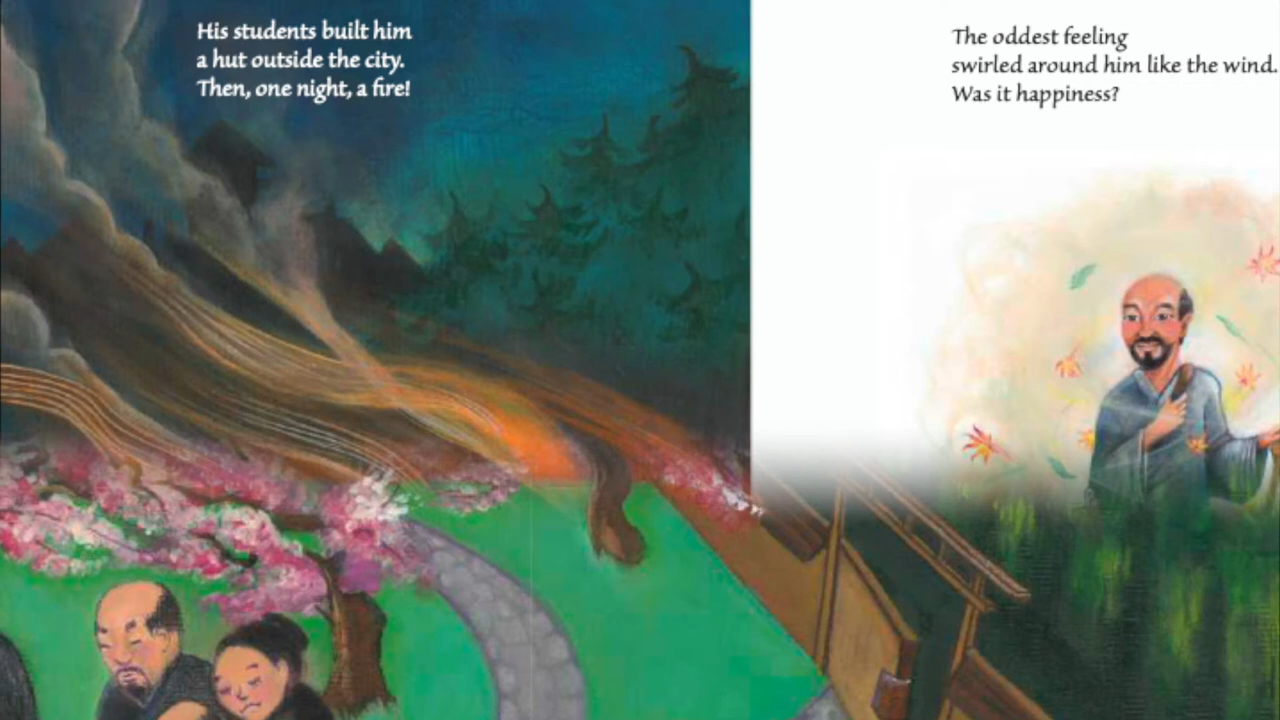 His students built him
a hut outside the city.
Then, one night, a fire!
The oddest feeling
swirled around him like the wind.
Was it happiness?